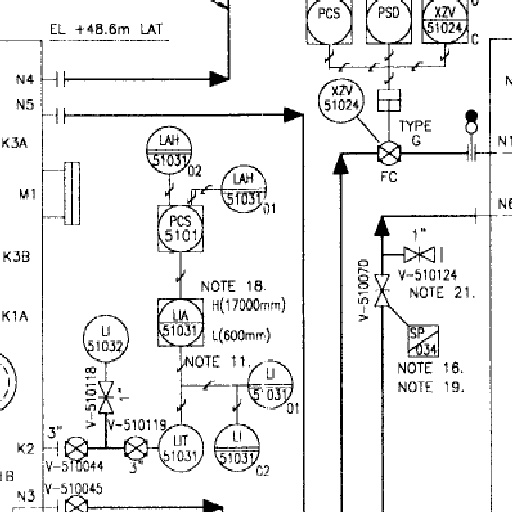 EL +48.6m LAT
PCS
PSD
XZV
51024
C
N4
XZV
51024
N5
TYPE
G
K3A
N1
LAH
51031
02
FC
LAH
51031
01
M1
N6
PCS
5101
1"
K3B
V-510124
NOTE 18.
NOTE 21.
V-510070
H(17000mm)
K1A
LIA
51031
L(600mm)
LI
51032
SP
034
NOTE 11.
NOTE 16.
NOTE 19.
LI
51031
01
V-510118
1"
V-510119
3"
K2
LIT
51031
LI
51031
02
V-510044
3"
V-510045
N3